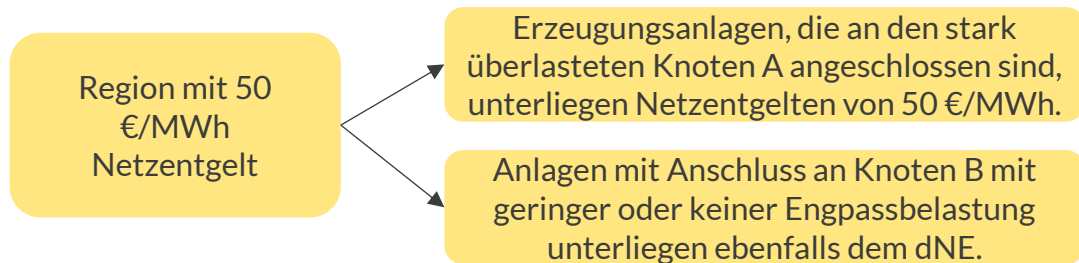 Region mit 50
€/MWh
Netzentgelt
Erzeugungsanlagen, die an den stark
überlasteten Knoten A angeschlossen sind,
unterliegen Netzentgelten von 50 €/MWh.
Anlagen mit Anschluss an Knoten B mit
geringer oder keiner Engpassbelastung
unterliegen ebenfalls dem dNE.